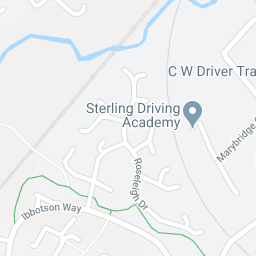 C W Driver Tra
Sterling Driving
Academy
Marybridge
Roseleigh Dr
Ibbotson Way